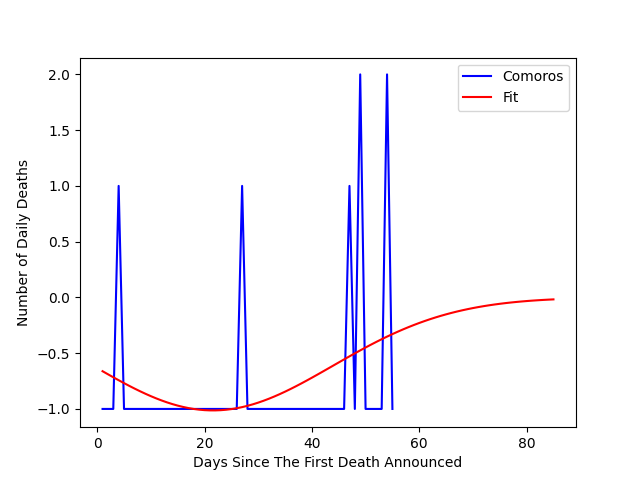 Comoros
Fit
2.0
1.5
1.0
0.5
0.0
−0.5
−1.0
Number of Daily Deaths
0 20 40 60 80
Days Since The First Death Announced